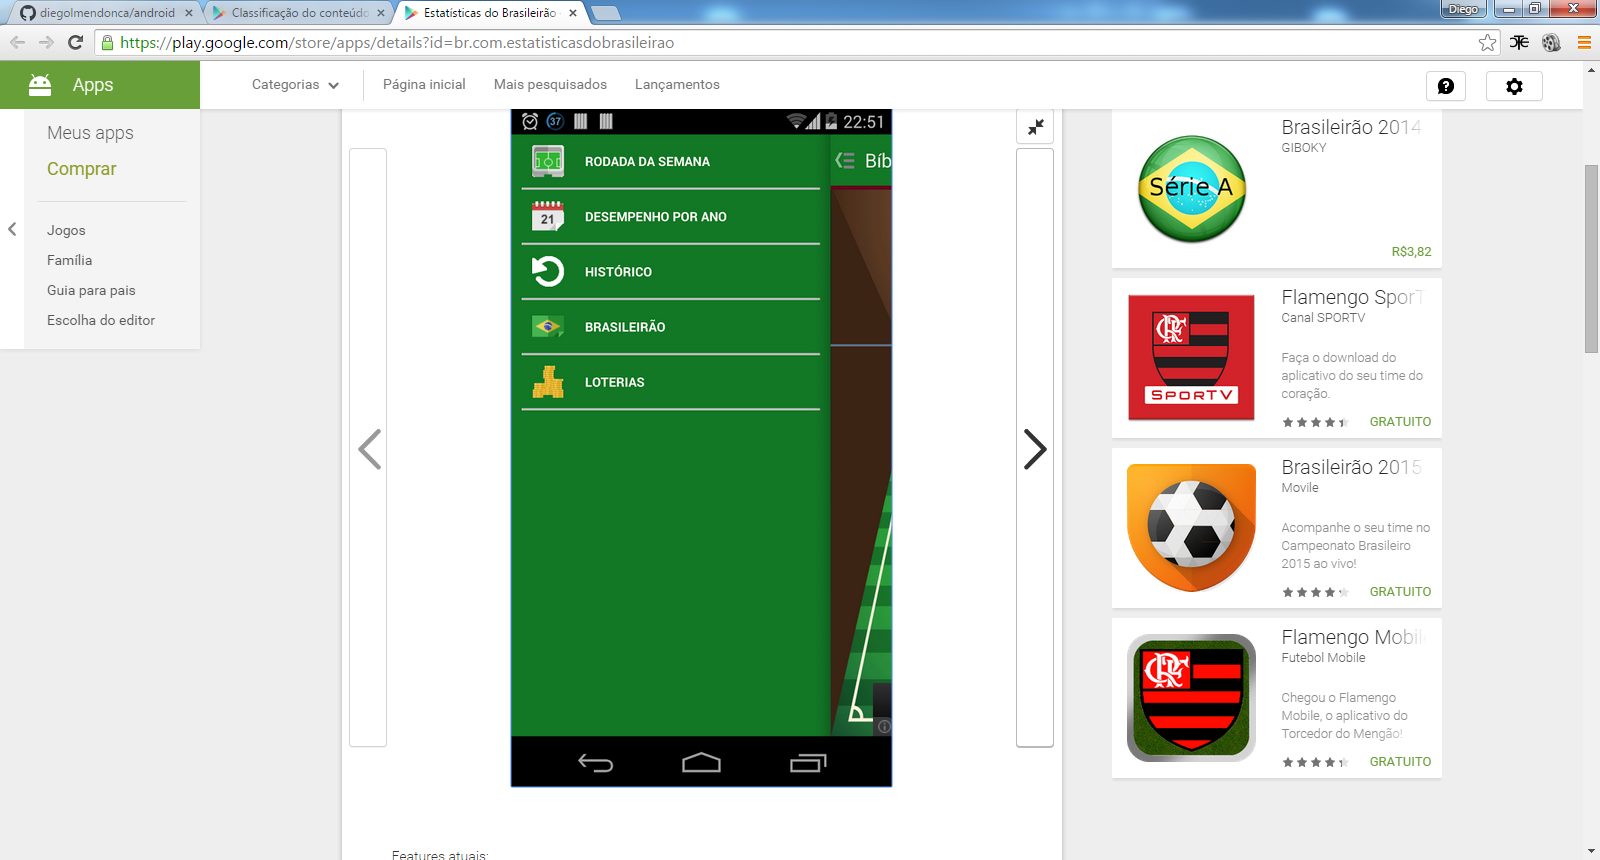 diegolmendonca/android
Classificação do conteúdo
Estatísticas do Brasileirão
Diego
https://play.google.com/store/apps/details?id=br.com.estatisticasdobrasileirao
Apps
Categorias
Página inicial
Mais pesquisados
Lançamentos
Meus apps
Comprar
Jogos
Família
Guia para pais
Escolha do editor
37
22:51
RODADA DA SEMANA
21
DESEMPENHO POR ANO
HISTÓRICO
BRASILEIRÃO
LOTERIAS
Bíb
Features atuais:
Série A
Brasileirão 2014
GIBOKY
R$3,82
SPORTV
Flamengo SporT
Canal SPORTV
Faça o download do
aplicativo do seu time do
coração.
GRATUITO
Brasileirão 2015
Movile
Acompanhe o seu time no
Campeonato Brasileiro
2015 ao vivo!
GRATUITO
Flamengo Mobil
Futebol Mobile
Chegou o Flamengo
Mobile, o aplicativo do
Torcedor do Mengão!
GRATUITO